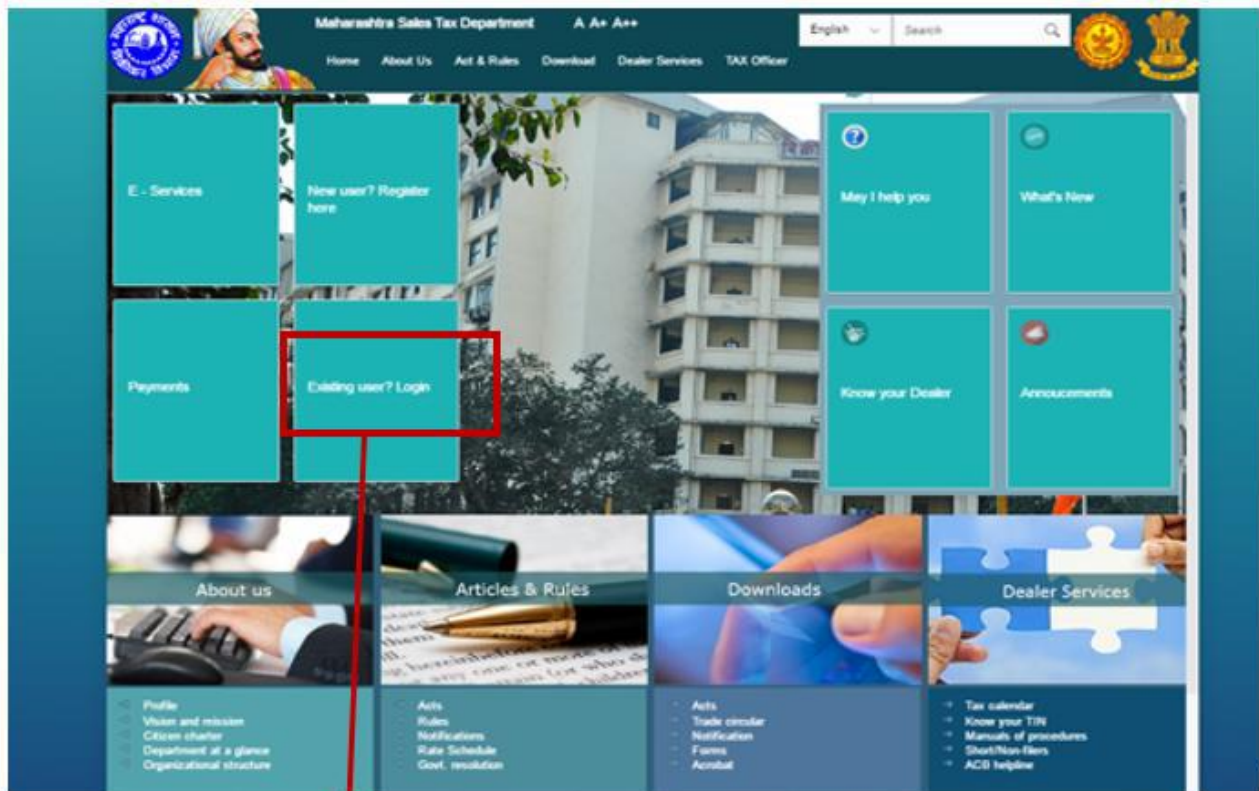 Maharashtra Sales Tax Department A A+ A++
English Search
Home About Us Act & Rules Download Dealer Services TAX Officer
E - Services
New user? Register
here
May I help you
What's New
Payments
Existing user? Login
Know your Dealer
Annoucements
About us
Articles & Rules
Downloads
Dealer Services
Profile
Vision and mission
Citizen charter
Department at a glance
Organizational structure
Acts
Rules
Notifications
Rate Schedule
Govt. resolution
Acts
Trade circular
Notification
Forms
Acrobat
Tax calendar
Know your TIN
Manuals of procedures
Short/Non-filers
ACB helpline